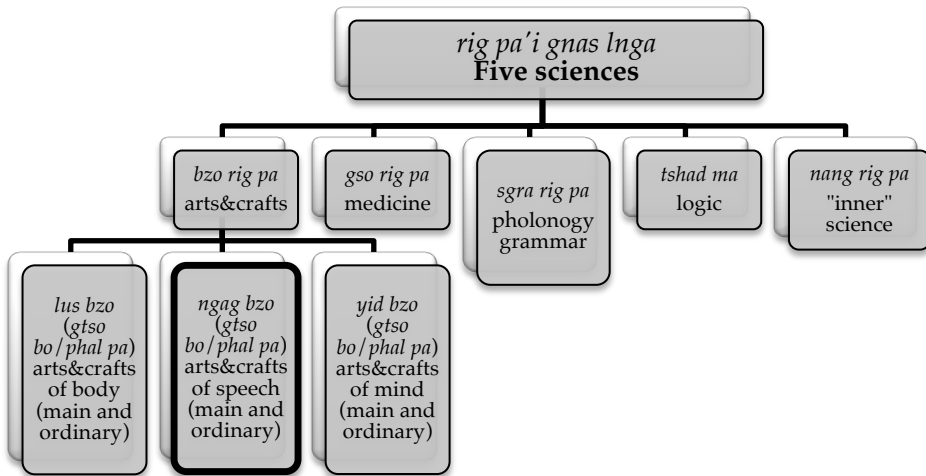 rig pa'i gnas lnga
Five sciences
bzo rig pa
arts&crafts
gso rig pa
medicine
sgra rig pa
pholonogy
grammar
tshad ma
logic
nang rig pa
"inner"
science
lus bzo
(gtso
bo/phal pa)
arts&crafts
of body
(main and
ordinary)
ngag bzo
(gtso
bo/phal pa)
arts&crafts
of speech
(main and
ordinary)
yid bzo
(gtso
bo/phal pa)
arts&crafts
of mind
(main and
ordinary)